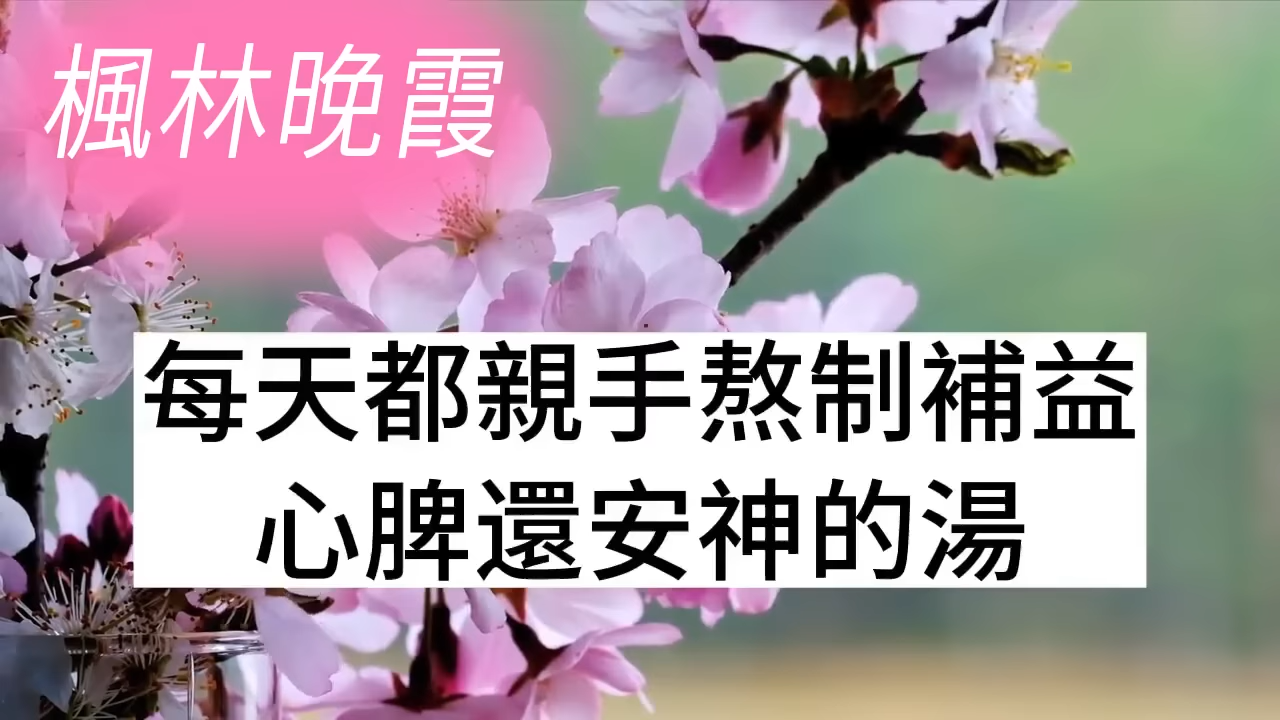 楓林晚霞
每天都親手熬制補益
心脾還安神的湯